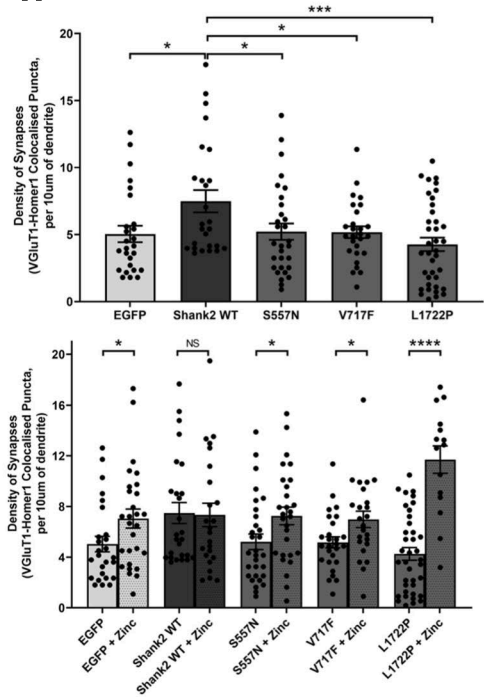 ***
*
* *
20
15
10
5
0
Density of Synapses
(VGluT1-Homer1 Colocalised Puncta,
per 10um of dendrite)
EGFP Shank2 WT S557N V717F L1722P
* NS * * ****
20
16
12
8
4
0
Density of Synapses
(VGluT1-Homer1 Colocalised Puncta,
per 10um of dendrite)
EGFP
EGFP + Zinc
Shank2 WT
Shank2 WT + Zinc
S557N
S557N + Zinc
V717F
V717F + Zinc
L1722P
L1722P + Zinc